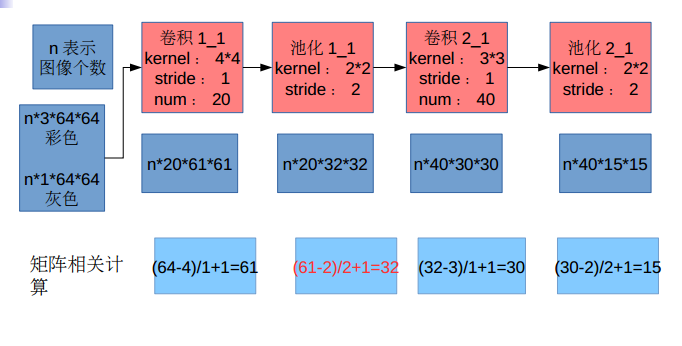 n 表示
图像个数
n*3*64*64
彩色
n*1*64*64
灰色
卷积 1_1
kernel： 4*4
stride： 1
num： 20
池化 1_1
kernel： 2*2
stride： 2
卷积 2_1
kernel： 3*3
stride： 1
num： 40
池化 2_1
kernel： 2*2
stride： 2
n*20*61*61
n*20*32*32
n*40*30*30
n*40*15*15
矩阵相关计
算
(64-4)/1+1=61
(61-2)/2+1=32
(32-3)/1+1=30
(30-2)/2+1=15